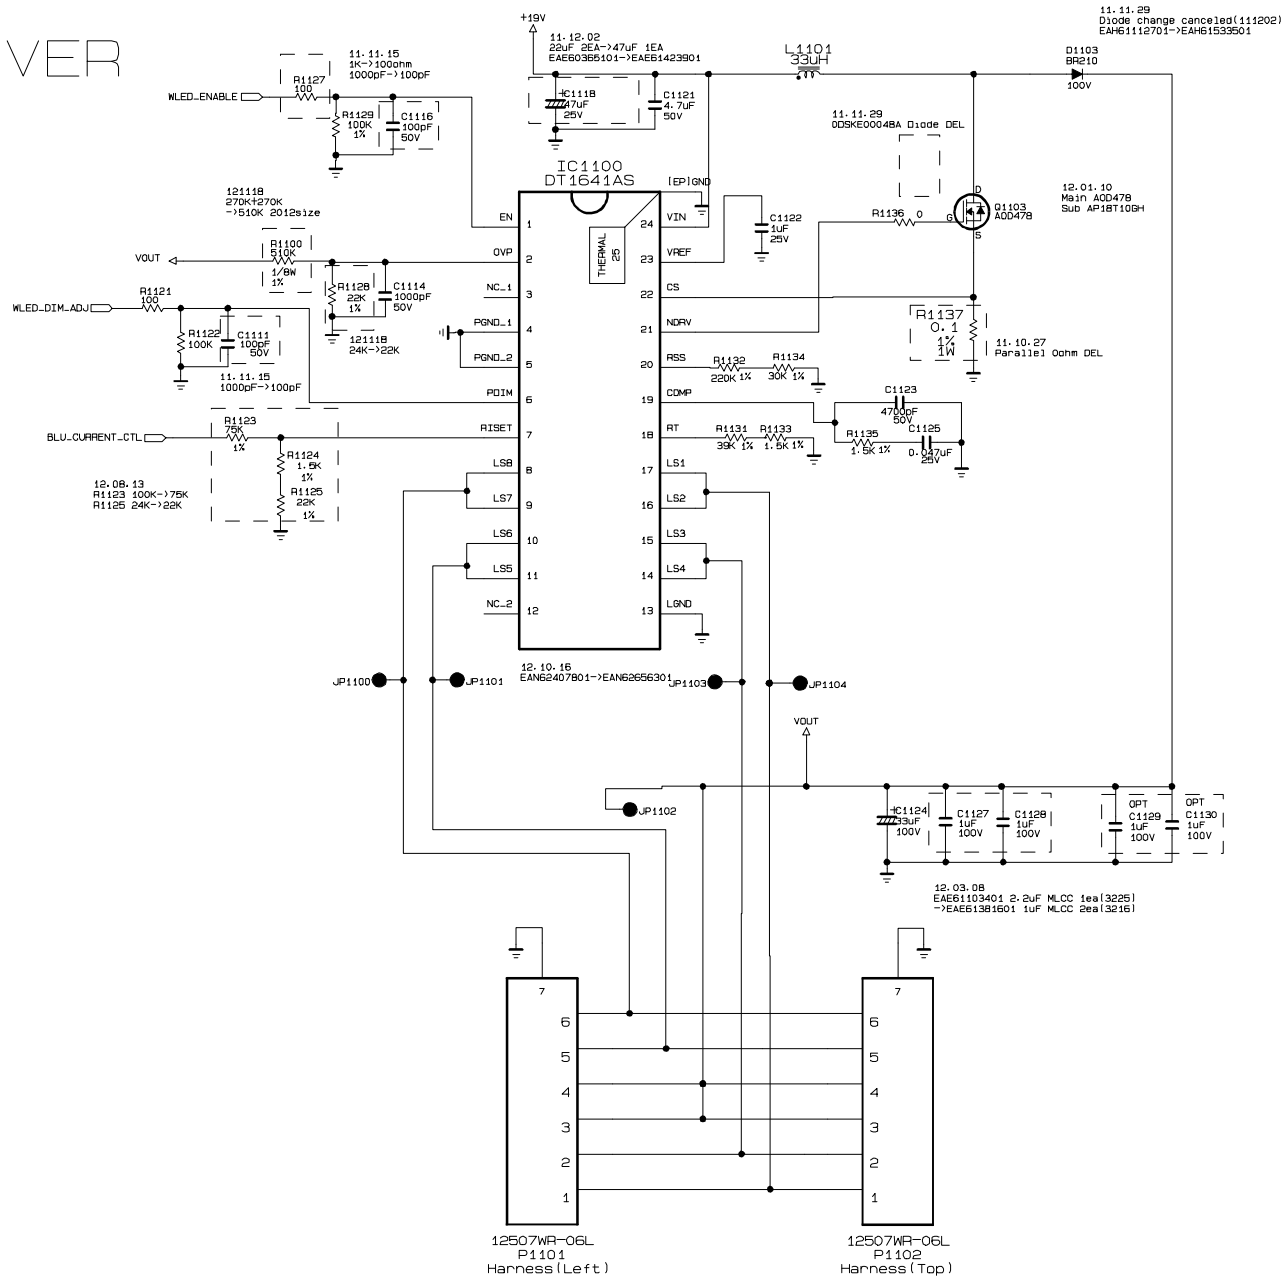 VER
11.11.29
Diode change canceled(111202)
EAH61112701->EAH61533501
+19V
11.12.02
22uF 2EA->47uF 1EA
EAE60365101->EAE61423901
11.11.15
1K->100ohm
1000pF->100pF
L1101
33uH
D1103
BR210
100V
R1127
100
WLED_ENABLE
C1118
47uF
25V
C1121
4.7uF
50V
R1129
100K
1%
C1116
100pF
50V
11.11.29
0DSKE00048A Diode DEL
IC1100
DT1641AS
[EP]GND
THERMAL
25
121118
270K+270K
->510K 2012size
12.01.10
Main AOD478
Sub AP18T10GH
D
Q1103
AOD478
G
S
R1136
0
EN
1
24
VIN
C1122
1uF
25V
VOUT
R1100
510K
1/8W
1%
OVP
2
23
VREF
R1128
22K
1%
C1114
1000pF
50V
NC_1
3
22
CS
WLED_DIM_ADJ
R1121
100
R1122
100K
C1111
100pF
50V
121118
24K->22K
PGND_1
4
21
NDRV
R1137
0.1
1%
1W
11.10.27
Parallel 0ohm DEL
PGND_2
5
20
RSS
R1132
220K 1%
R1134
30K 1%
11.11.15
1000pF->100pF
PDIM
6
19
COMP
C1123
4700pF
50V
BLU_CURRENT_CTL
R1123
75K
1%
RISET
7
18
RT
R1131
39K 1%
R1133
1.5K 1%
R1135
1.5K 1%
C1125
0.047uF
25V
R1124
1.5K
1%
R1125
22K
1%
12.08.13
R1123 100K->75K
R1125 24K->22K
LS8
8
17
LS1
LS7
9
16
LS2
LS6
10
15
LS3
LS5
11
14
LS4
NC_2
12
13
LGND
12.10.16
EAN62407801->EAN62656301
JP1100
JP1101
JP1103
JP1104
VOUT
JP1102
C1124
33uF
100V
C1127
1uF
100V
C1128
1uF
100V
OPT
C1129
1uF
100V
OPT
C1130
1uF
100V
12.03.08
EAE61103401 2.2uF MLCC 1ea(3225)
->EAE61381601 1uF MLCC 2ea(3216)
7
7
6
6
5
5
4
4
3
3
2
2
1
1
12507WR-06L
P1101
Harness(Left)
12507WR-06L
P1102
Harness(Top)